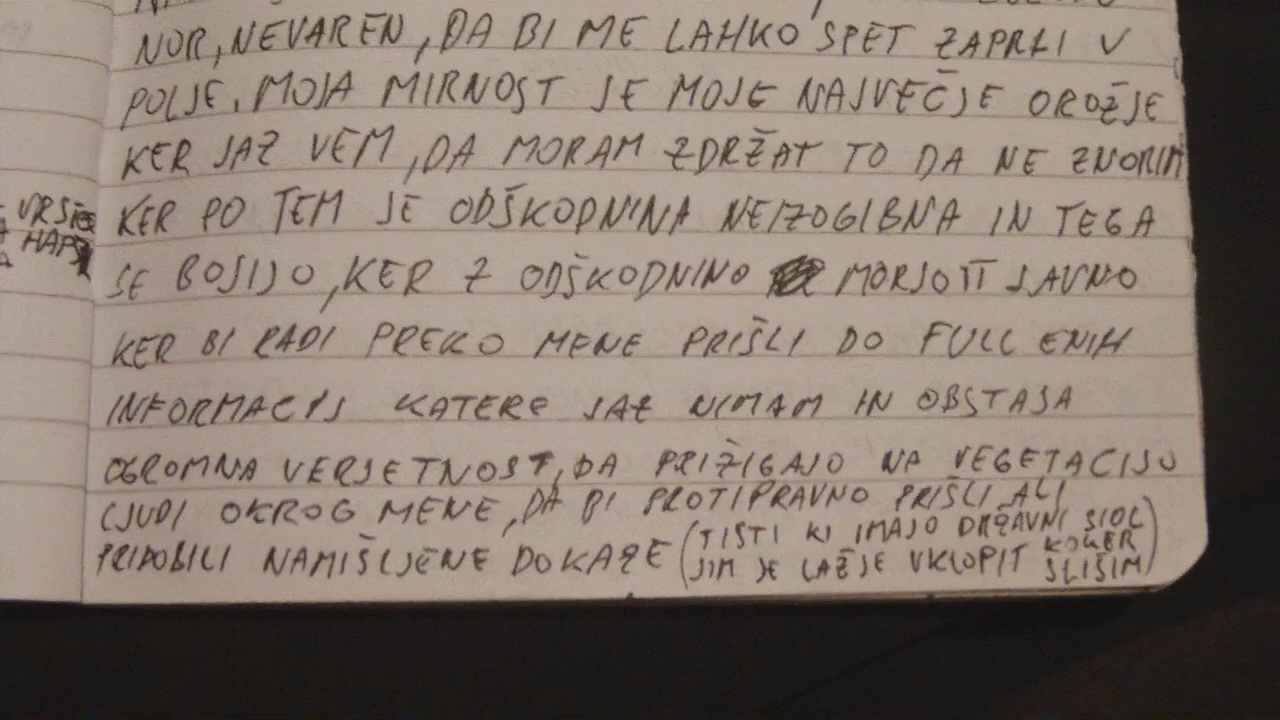 NOR, NEVAREN, DA BI ME LAHKO SPET ZAPRLI V
POLJE. MOJA MIRNOST JE MOJE NAJVEČJE OROŽJE
KER JAZ VEM, DA MORAM ZDRŽAT TO DA NE ZNORIM
KER PO TEM JE ODŠKODNINA NEIZOGIBNA IN TEGA
SE BOJIJO, KER Z ODŠKODNINO MORJO IT JAVNO
KER BI RADI PREKO MENE PRIŠLI DO FULL ENIH
INFORMACIJ KATERE JAZ NIMAM IN OBSTAJA
OGROMNA VERJETNOST, DA PRIŽIGAJO NA VEGETACIJO
LJUDI OKROG MENE, DA BI PROTIPRAVNO PRIŠLI ALI
PRIDOBILI NAMIŠLJENE DOKAZE (TISTI KI IMAJO DRŽAVNI SIOL
JIM JE LAŽJE VKLOPIT KOKER SLIŠIM)